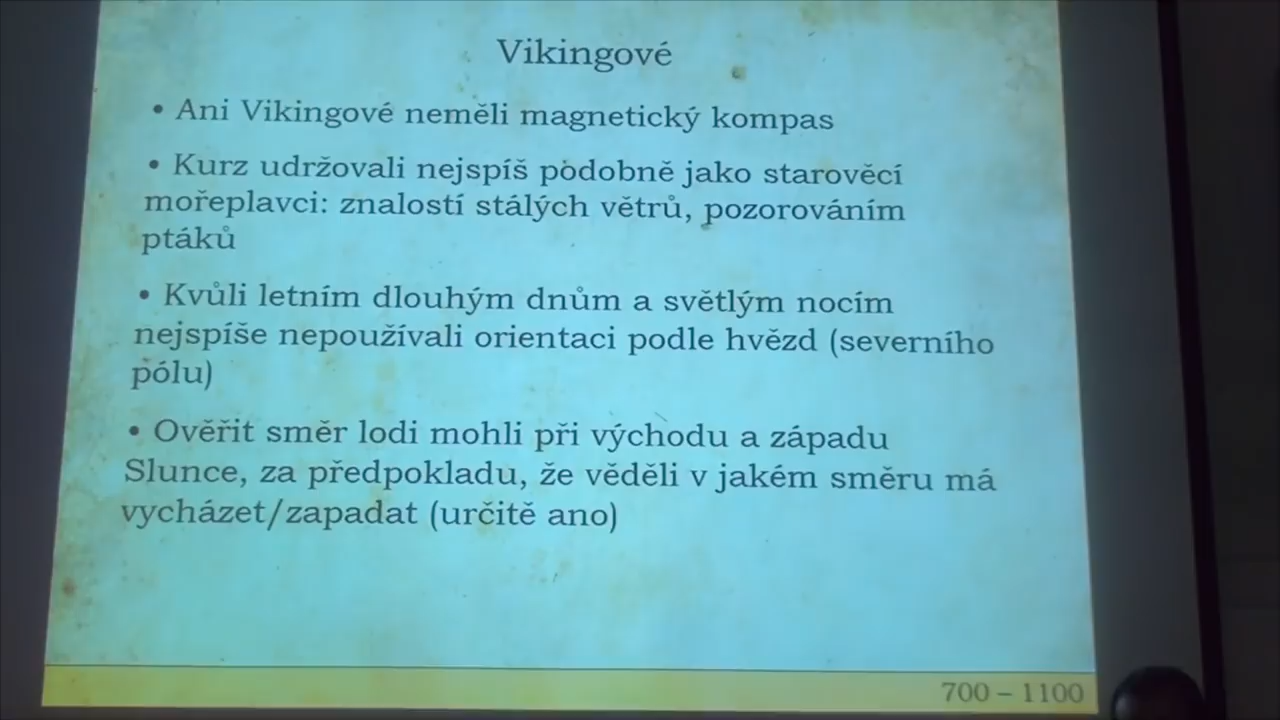 Vikingové
• Ani Vikingové neměli magnetický kompas
• Kurz udržovali nejspíš podobně jako starověcí
mořeplavci: znalostí stálých větrů, pozorováním
ptáků
• Kvůli letním dlouhým dnům a světlým nocím
nejspíše nepoužívali orientaci podle hvězd (severního
pólu)
• Ověřit směr lodi mohli při východu a západu
Slunce, za předpokladu, že věděli v jakém směru má
vycházet/zapadat (určitě ano)
700 – 1100